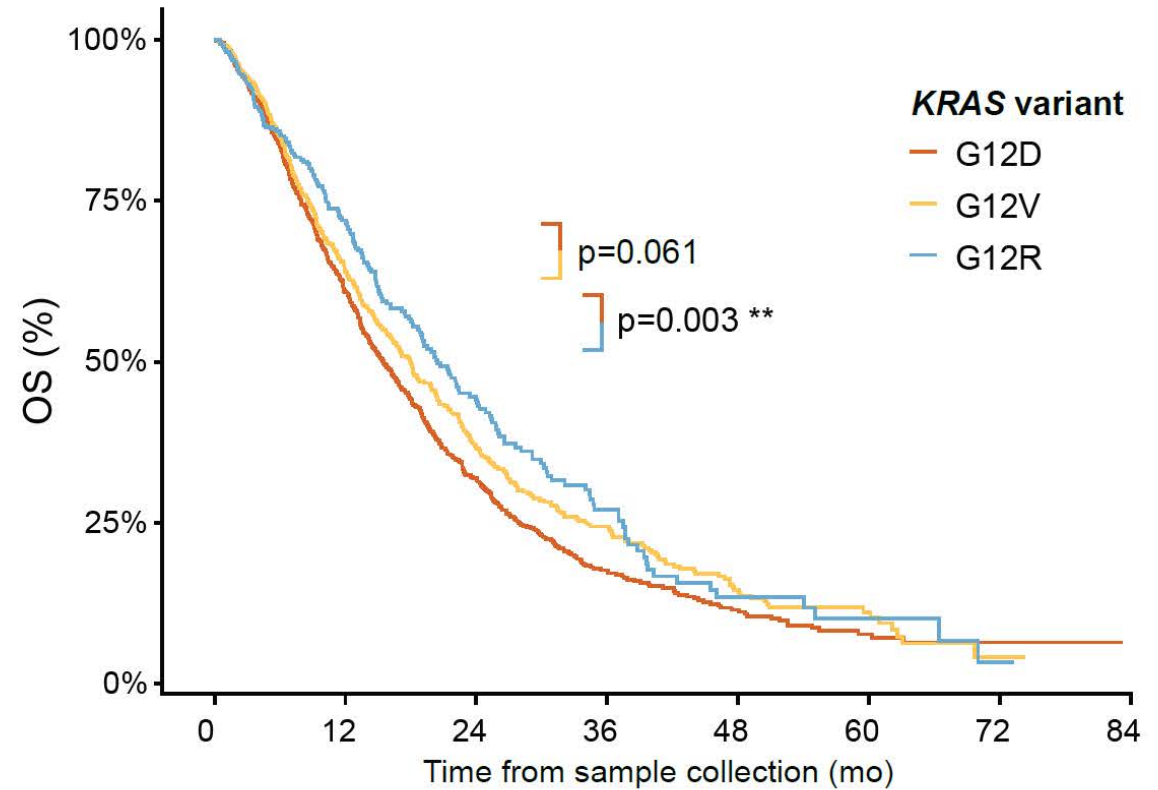 100%
75%
50%
25%
0%
OS (%)
KRAS variant
G12D
G12V
G12R
p=0.061
p=0.003 **
0 12 24 36 48 60 72 84
Time from sample collection (mo)